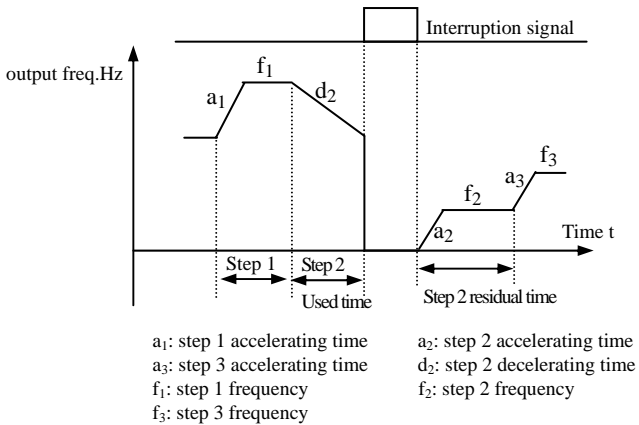 Interruption signal
output freq.Hz
f₁
a₁
d₂
f₃
a₃
f₂
a₂
Time t
Step 1
Step 2
Used time
Step 2 residual time
a₁: step 1 accelerating time
a₂: step 2 accelerating time
a₃: step 3 accelerating time
d₂: step 2 decelerating time
f₁: step 1 frequency
f₂: step 2 frequency
f₃: step 3 frequency